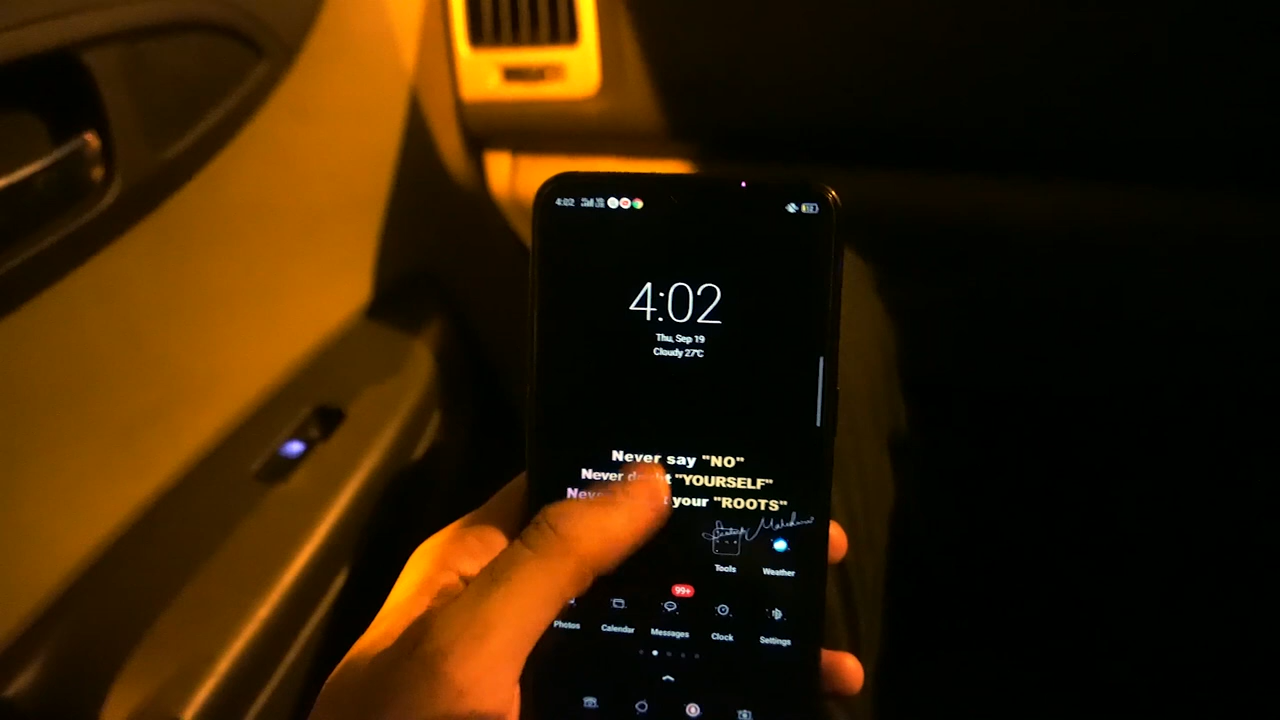 4:02
4:02
Thu, Sep 19
Cloudy 27°C
Never say "NO"
Never "YOURSELF"
your "ROOTS"
Tools
Weather
99+
Photos
Calendar
Messages
Clock
Settings